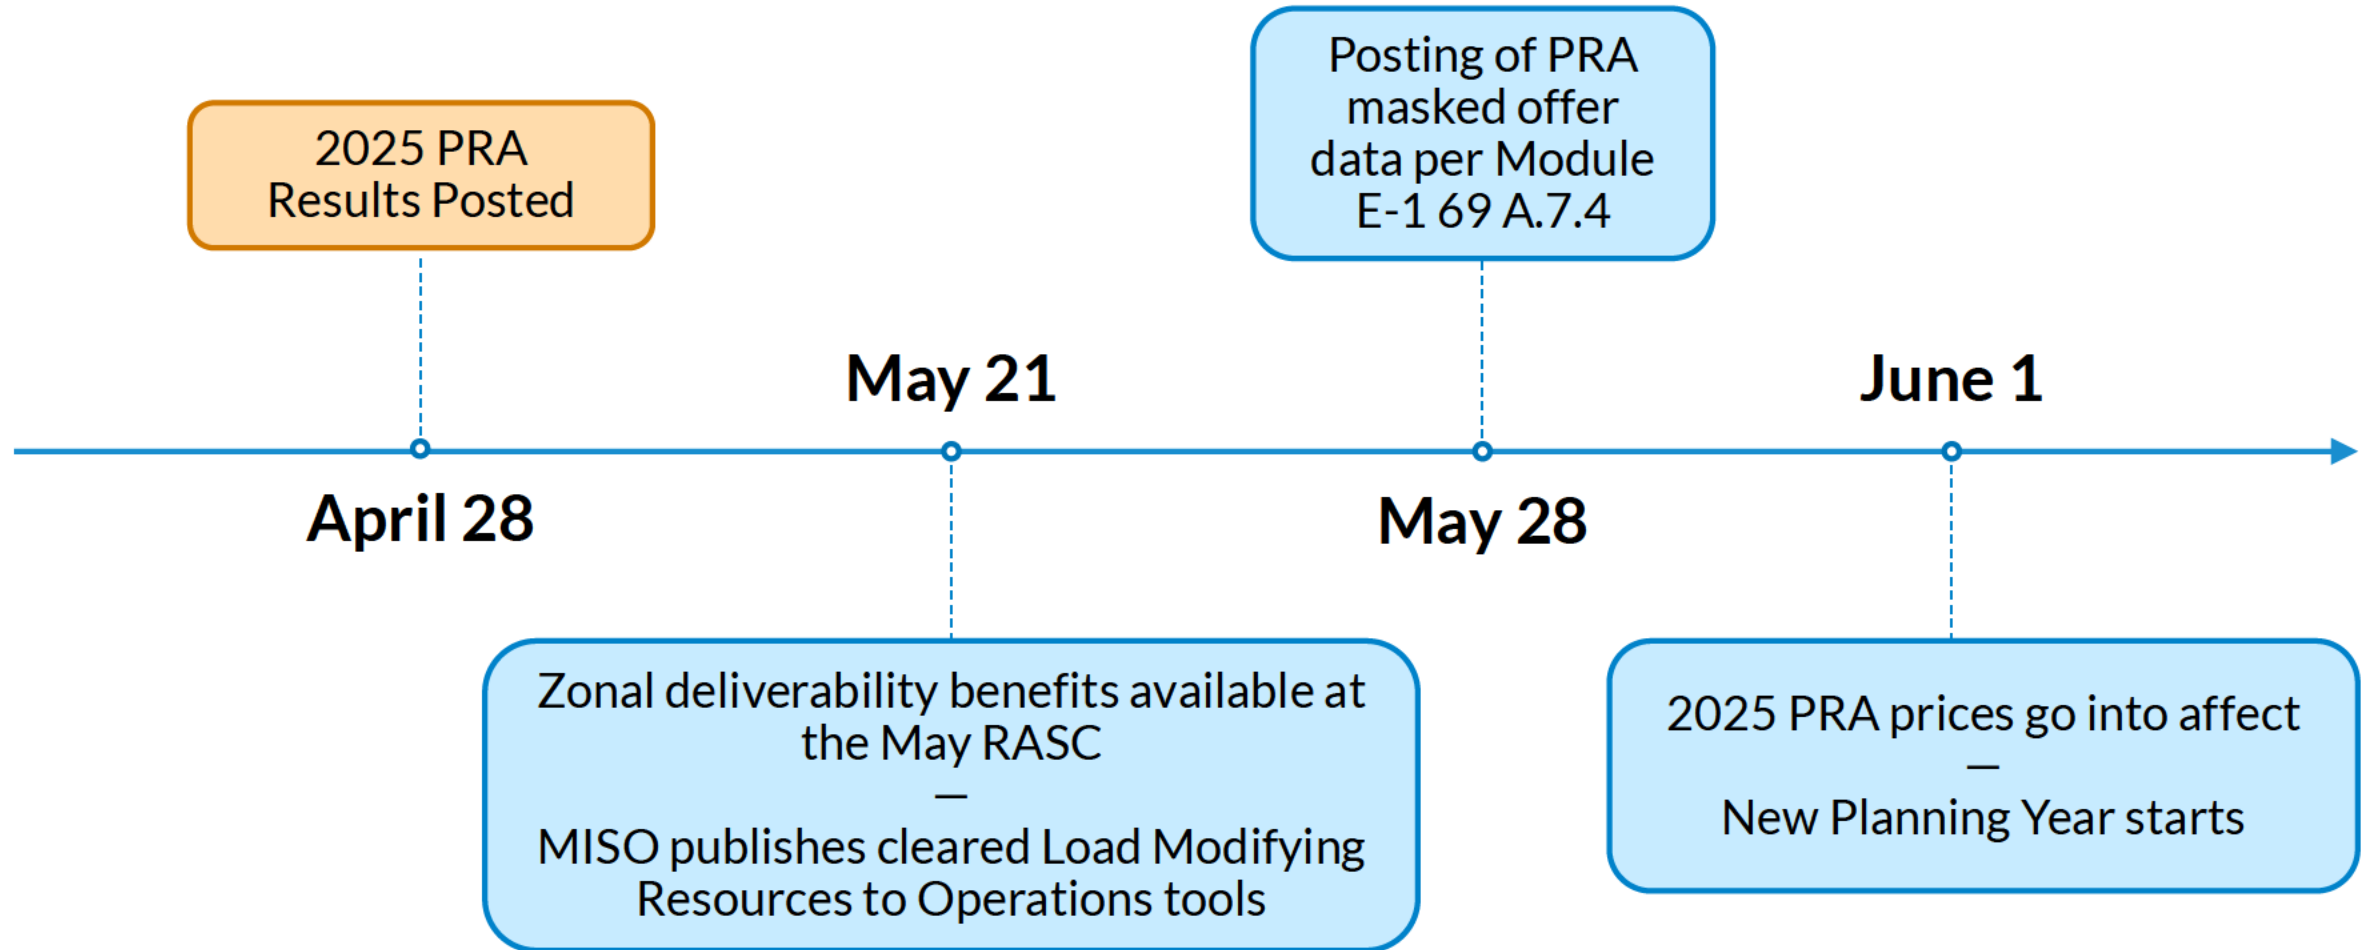 2025 PRA
Results Posted
April 28
May 21
Zonal deliverability benefits available at
the May RASC
—
MISO publishes cleared Load Modifying
Resources to Operations tools
Posting of PRA
masked offer
data per Module
E-1 69 A.7.4
May 28
June 1
2025 PRA prices go into affect
—
New Planning Year starts